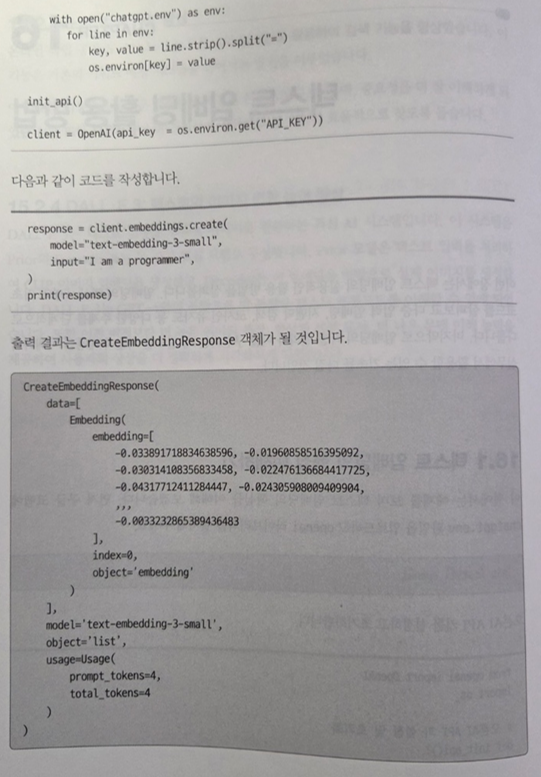 with open("chatgpt.env") as env:
for line in env:
key, value = line.strip().split("=")
os.environ[key] = value
init_api()
client = OpenAI(api_key = os.environ.get("API_KEY"))
다음과 같이 코드를 작성합니다.
response = client.embeddings.create(
model="text-embedding-3-small",
input="I am a programmer",
)
print(response)
출력 결과는 CreateEmbeddingResponse 객체가 될 것입니다.
CreateEmbeddingResponse(
data=[
Embedding(
embedding=[
-0.033891718834638596, -0.01960858516395092,
-0.030314108356833458, -0.022476136684417725,
-0.04317712411284447, -0.024305908009409904,
,,,
-0.0033232865389436483
],
index=0,
object='embedding'
)
],
model='text-embedding-3-small',
object='list',
usage=Usage(
prompt_tokens=4,
total_tokens=4
)
)